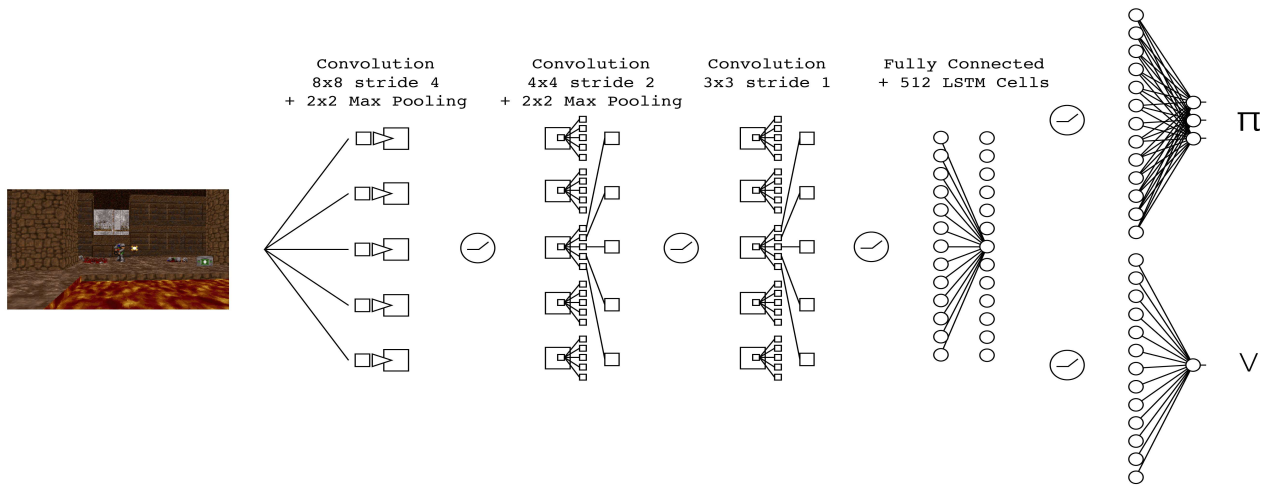 Convolution
8x8 stride 4
+ 2x2 Max Pooling
Convolution
4x4 stride 2
+ 2x2 Max Pooling
Convolution
3x3 stride 1
Fully Connected
+ 512 LSTM Cells
π
V